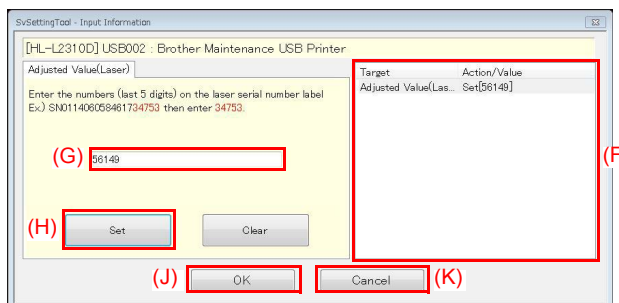 SvSettingTool - Input Information
[HL-L2310D] USB002 : Brother Maintenance USB Printer
Adjusted Value(Laser)
Enter the numbers (last 5 digits) on the laser serial number label
Ex.) SN011406058461734753 then enter 34753.
(G) 56149
(H) Set
Clear
Target Action/Value
Adjusted Value(Las... Set[56149]
(F
(J) OK
Cancel (K)